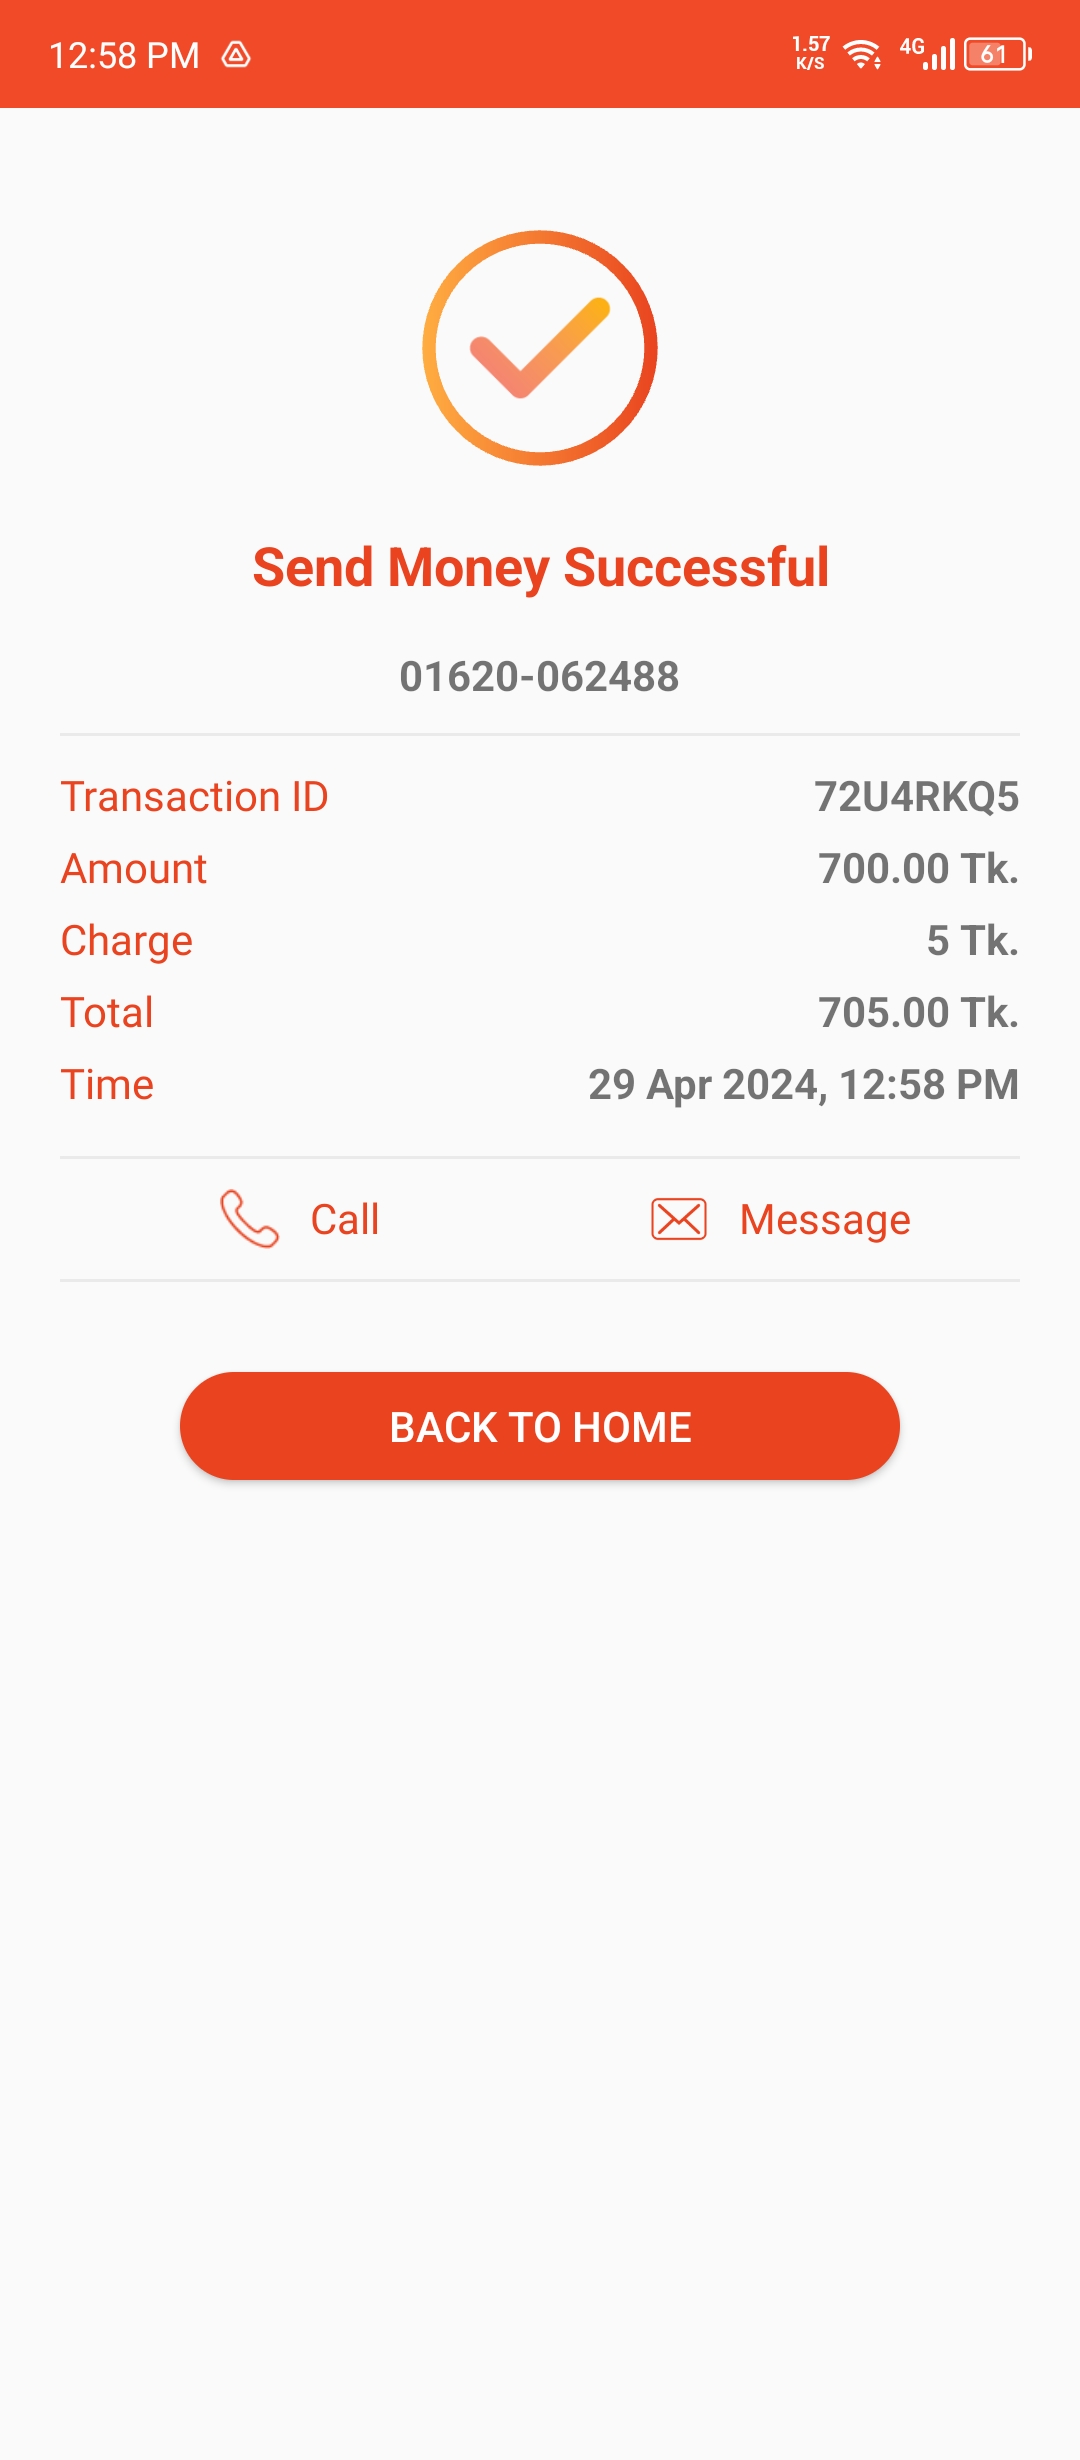 12:58 PM 1.57 K/S 4G 61
Send Money Successful
01620-062488
Transaction ID 72U4RKQ5
Amount 700.00 Tk.
Charge 5 Tk.
Total 705.00 Tk.
Time 29 Apr 2024, 12:58 PM
Call Message
BACK TO HOME